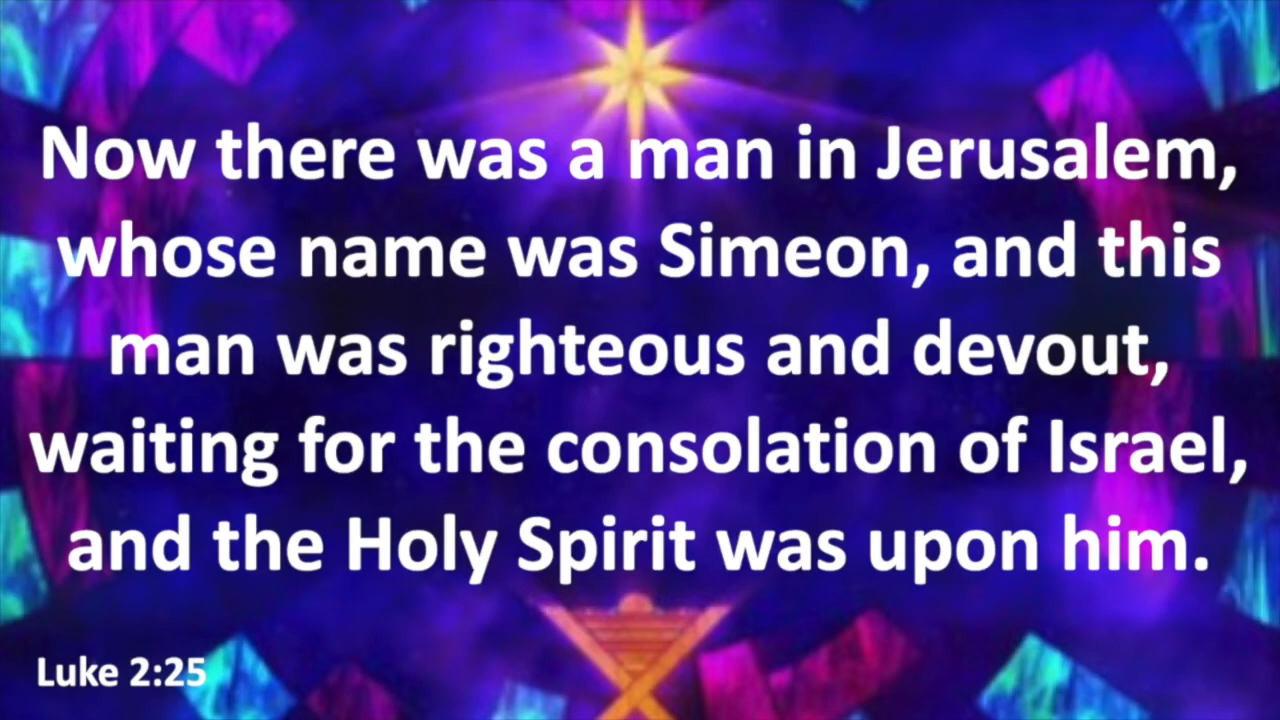 Now there was a man in Jerusalem,
whose name was Simeon, and this
man was righteous and devout,
waiting for the consolation of Israel,
and the Holy Spirit was upon him.
Luke 2:25